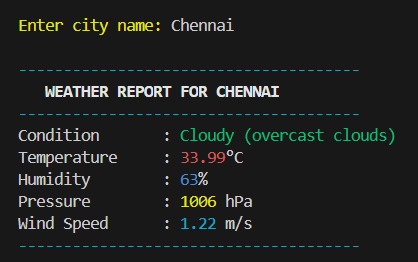 Enter city name: Chennai
-------------------------------------
WEATHER REPORT FOR CHENNAI
-------------------------------------
Condition : Cloudy (overcast clouds)
Temperature : 33.99°C
Humidity : 63%
Pressure : 1006 hPa
Wind Speed : 1.22 m/s
-------------------------------------